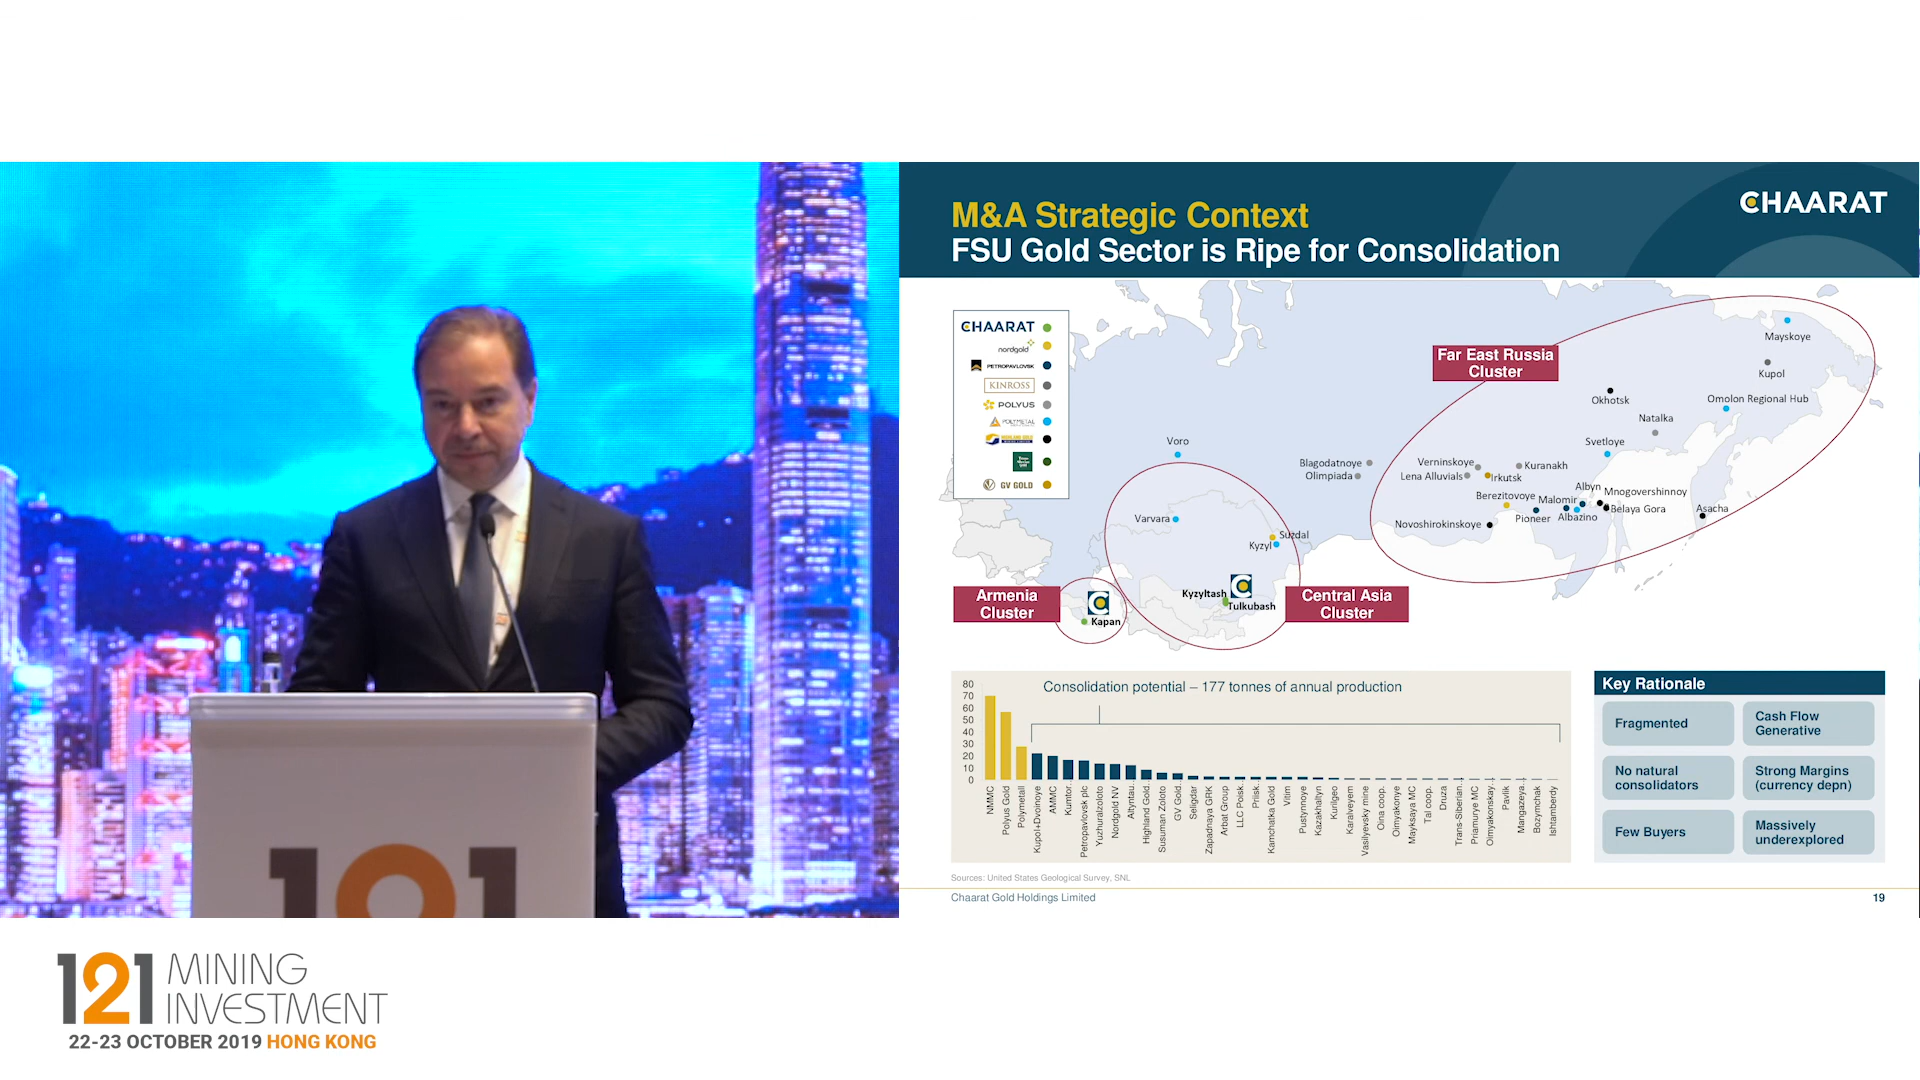 M&A Strategic Context
FSU Gold Sector is Ripe for Consolidation
CHAARAT
CHAARAT
nordgold
PETROPAVLOVSK
KINROSS
POLYUS
POLYMETAL
GV GOLD
Far East Russia
Cluster
Mayskoye
Kupol
Omolon Regional Hub
Okhotsk
Natalka
Svetloye
Voro
Blagodatnoye
Olimpiada
Verninskoye
Kuranakh
Lena Alluvials
Irkutsk
Berezitovoye
Malomir
Albyn
Mnogovershinnoy
Belaya Gora
Asacha
Pioneer
Albazino
Novoshirokinskoye
Varvara
Suzdal
Kyzyl
Kyzyltash
Tulkubash
Armenia
Cluster
Kapan
Central Asia
Cluster
Consolidation potential – 177 tonnes of annual production
80
70
60
50
40
30
20
10
0
NMMC
Polyus Gold
Polymetall
Kupol+Dvoinoye
AMMC
Kumtor.
Petropavlovsk plc
Yuzhuralzoloto
Nordgold NV
Altyntau.
Highland Gold.
Susuman Zoloto
GV Gold
Seligdar
Zapadnaya GRK
Arbat Group
LLC Poisk.
Priisk.
Kamchatka Gold
Vitim
Pustynnoye
Kazakhaltyn
Kurilgeo
Karalveyem
Vasilyevsky mine
Oina coop.
Oimyakonye
Mayksaya MC
Tal coop.
Druza
Trans-Siberian.
Priamurye MC
Oimyakonskay.
Pavlik
Mangazeya.
Bozymchak
Ishtamberdy
Key Rationale
Fragmented
Cash Flow
Generative
No natural
consolidators
Strong Margins
(currency depn)
Few Buyers
Massively
underexplored
Sources: United States Geological Survey, SNL
Chaarat Gold Holdings Limited
19
101
121 MINING
INVESTMENT
22-23 OCTOBER 2019 HONG KONG